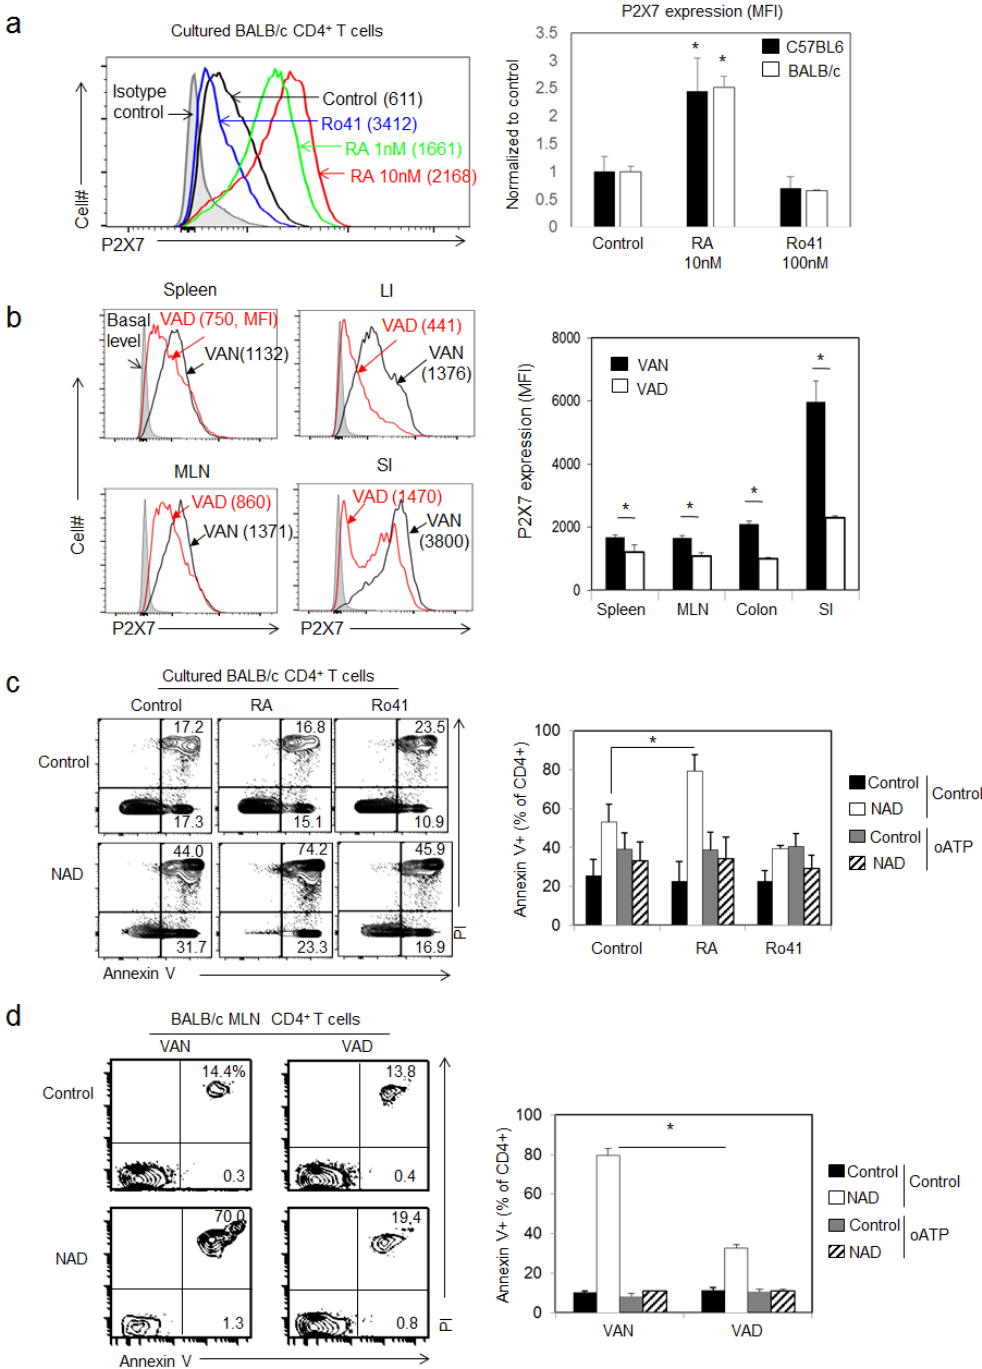 a
Cultured BALB/c CD4+ T cells
Isotype
control
Control (611)
Ro41 (3412)
RA 1nM (1661)
RA 10nM (2168)
Cell#
P2X7
P2X7 expression (MFI)
Normalized to control
3.5
3
2.5
2
1.5
1
0.5
0
* *
C57BL6
BALB/c
Control
RA
10nM
Ro41
100nM
b
Spleen
LI
Basal
level
VAD (750, MFI)
VAN(1132)
VAD (441)
VAN
(1376)
MLN
SI
VAD (860)
VAN (1371)
VAD (1470)
VAN
(3800)
Cell#
P2X7
P2X7
P2X7 expression (MFI)
8000
6000
4000
2000
0
VAN
VAD
* * * *
Spleen MLN Colon SI
c
Cultured BALB/c CD4+ T cells
Control RA Ro41
Control
17.2 16.8 23.5
17.3 15.1 10.9
NAD
44.0 74.2 45.9
31.7 23.3 16.9
PI
Annexin V
Annexin V+ (% of CD4+)
100
80
60
40
20
0
*
Control
NAD
Control
Control
NAD
oATP
Control RA Ro41
d
BALB/c MLN CD4+ T cells
VAN VAD
Control
14.4% 13.8
0.3 0.4
NAD
70.0 19.4
1.3 0.8
PI
Annexin V
Annexin V+ (% of CD4+)
100
80
60
40
20
0
*
Control
NAD
Control
Control
NAD
oATP
VAN VAD